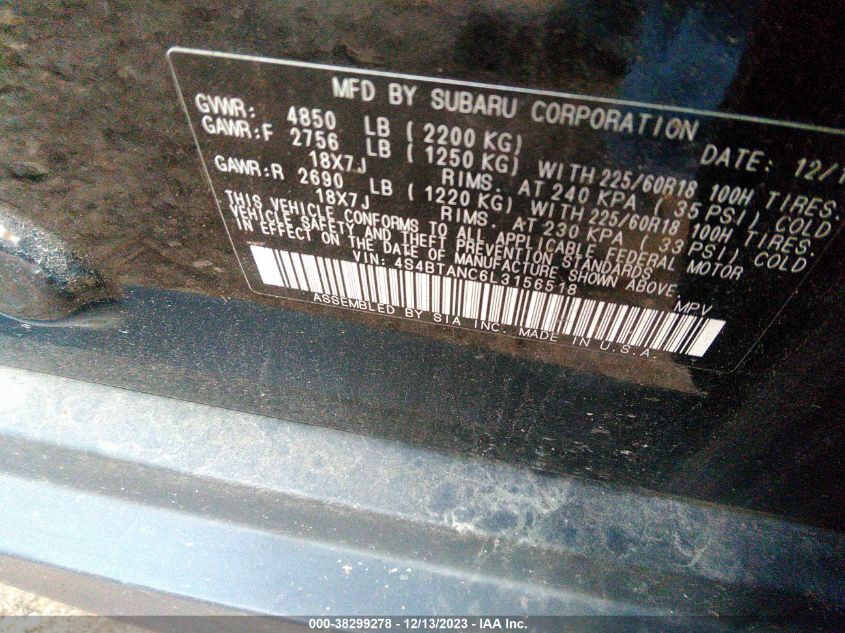 MFD BY SUBARU CORPORATION
DATE: 12/1
GVWR: 4850 LB ( 2200 KG)
GAWR:F 2756 LB ( 1250 KG) WITH 225/60R18 100H TIRES.
18X7J RIMS. AT 240 KPA ( 35 PSI) COLD
GAWR:R 2690 LB ( 1220 KG) WITH 225/60R18 100H TIRES.
18X7J RIMS. AT 230 KPA ( 33 PSI) COLD
THIS VEHICLE CONFORMS TO ALL APPLICABLE FEDERAL MOTOR
VEHICLE SAFETY AND THEFT PREVENTION STANDARDS
IN EFFECT ON THE DATE OF MANUFACTURE SHOWN ABOVE.
VIN: 4S4BTANC6L3156518 MPV
ASSEMBLED BY SIA INC. MADE IN U.S.A.
000-38299278 - 12/13/2023 - IAA Inc.